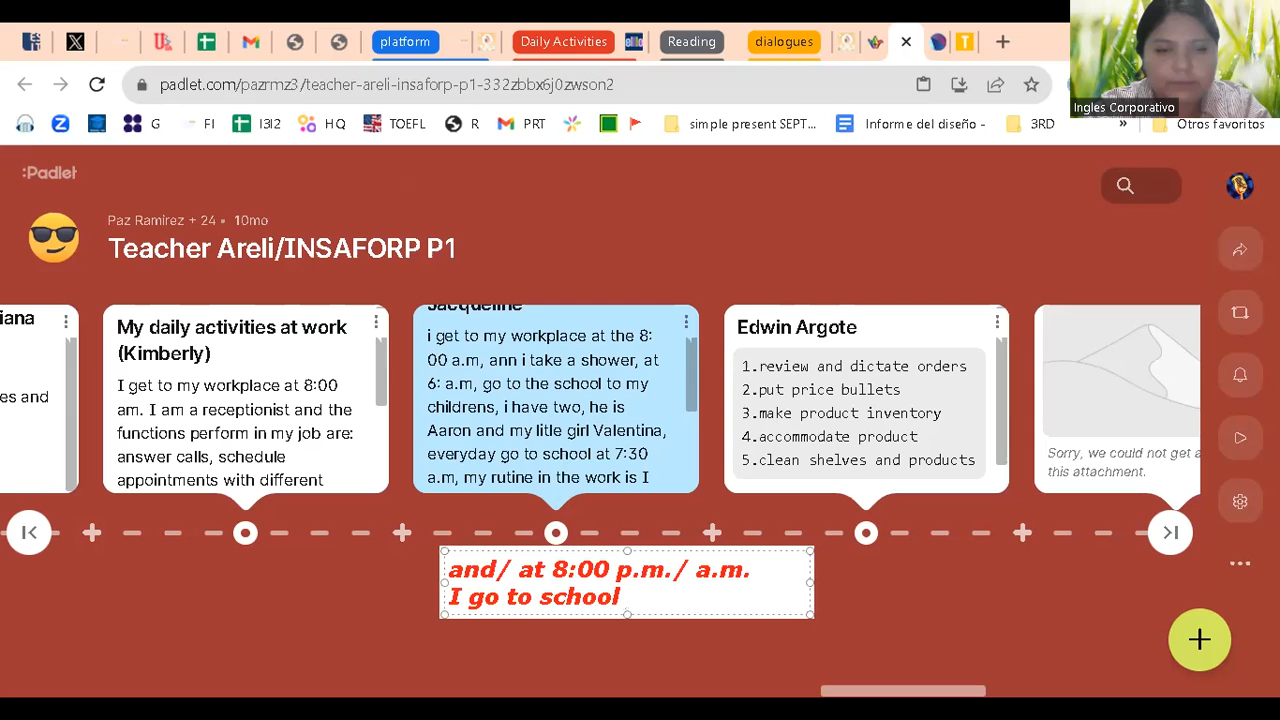 platform
Daily Activities
Reading
dialogues
padlet.com/pazrmz3/teacher-areli-insaforp-p1-332zbbx6j0zwson2
Ingles Corporativo
G
FI
I3I2
HQ
TOEFL
R
PRT
simple present SEPT...
Informe del diseño -
3RD
»
Otros favoritos
:Padlet
Paz Ramirez + 24 • 10mo
Teacher Areli/INSAFORP P1
iana
es and
My daily activities at work
(Kimberly)
I get to my workplace at 8:00
am. I am a receptionist and the
functions perform in my job are:
answer calls, schedule
appointments with different
Jacqueline
i get to my workplace at the 8:
00 a.m, ann i take a shower, at
6: a.m, go to the school to my
childrens, i have two, he is
Aaron and my litle girl Valentina,
everyday go to school at 7:30
a.m, my rutine in the work is I
Edwin Argote
1.review and dictate orders
2.put price bullets
3.make product inventory
4.accommodate product
5.clean shelves and products
Sorry, we could not get a
this attachment.
and/ at 8:00 p.m./ a.m.
I go to school